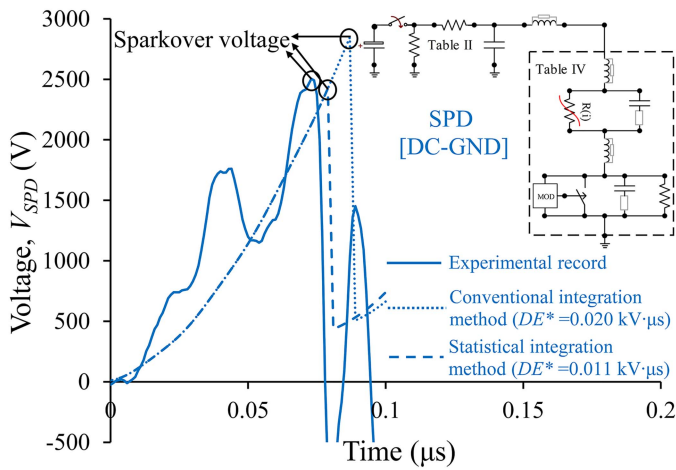 3000
2500
2000
1500
1000
500
0
-500
Voltage, V_SPD (V)
Sparkover voltage
Table II
Table IV
R(i)
MOD
SPD
[DC-GND]
Experimental record
Conventional integration
method (DE* =0.020 kV·µs)
Statistical integration
method (DE* =0.011 kV·µs)
0
0.05
0.1
0.15
0.2
Time (µs)
+